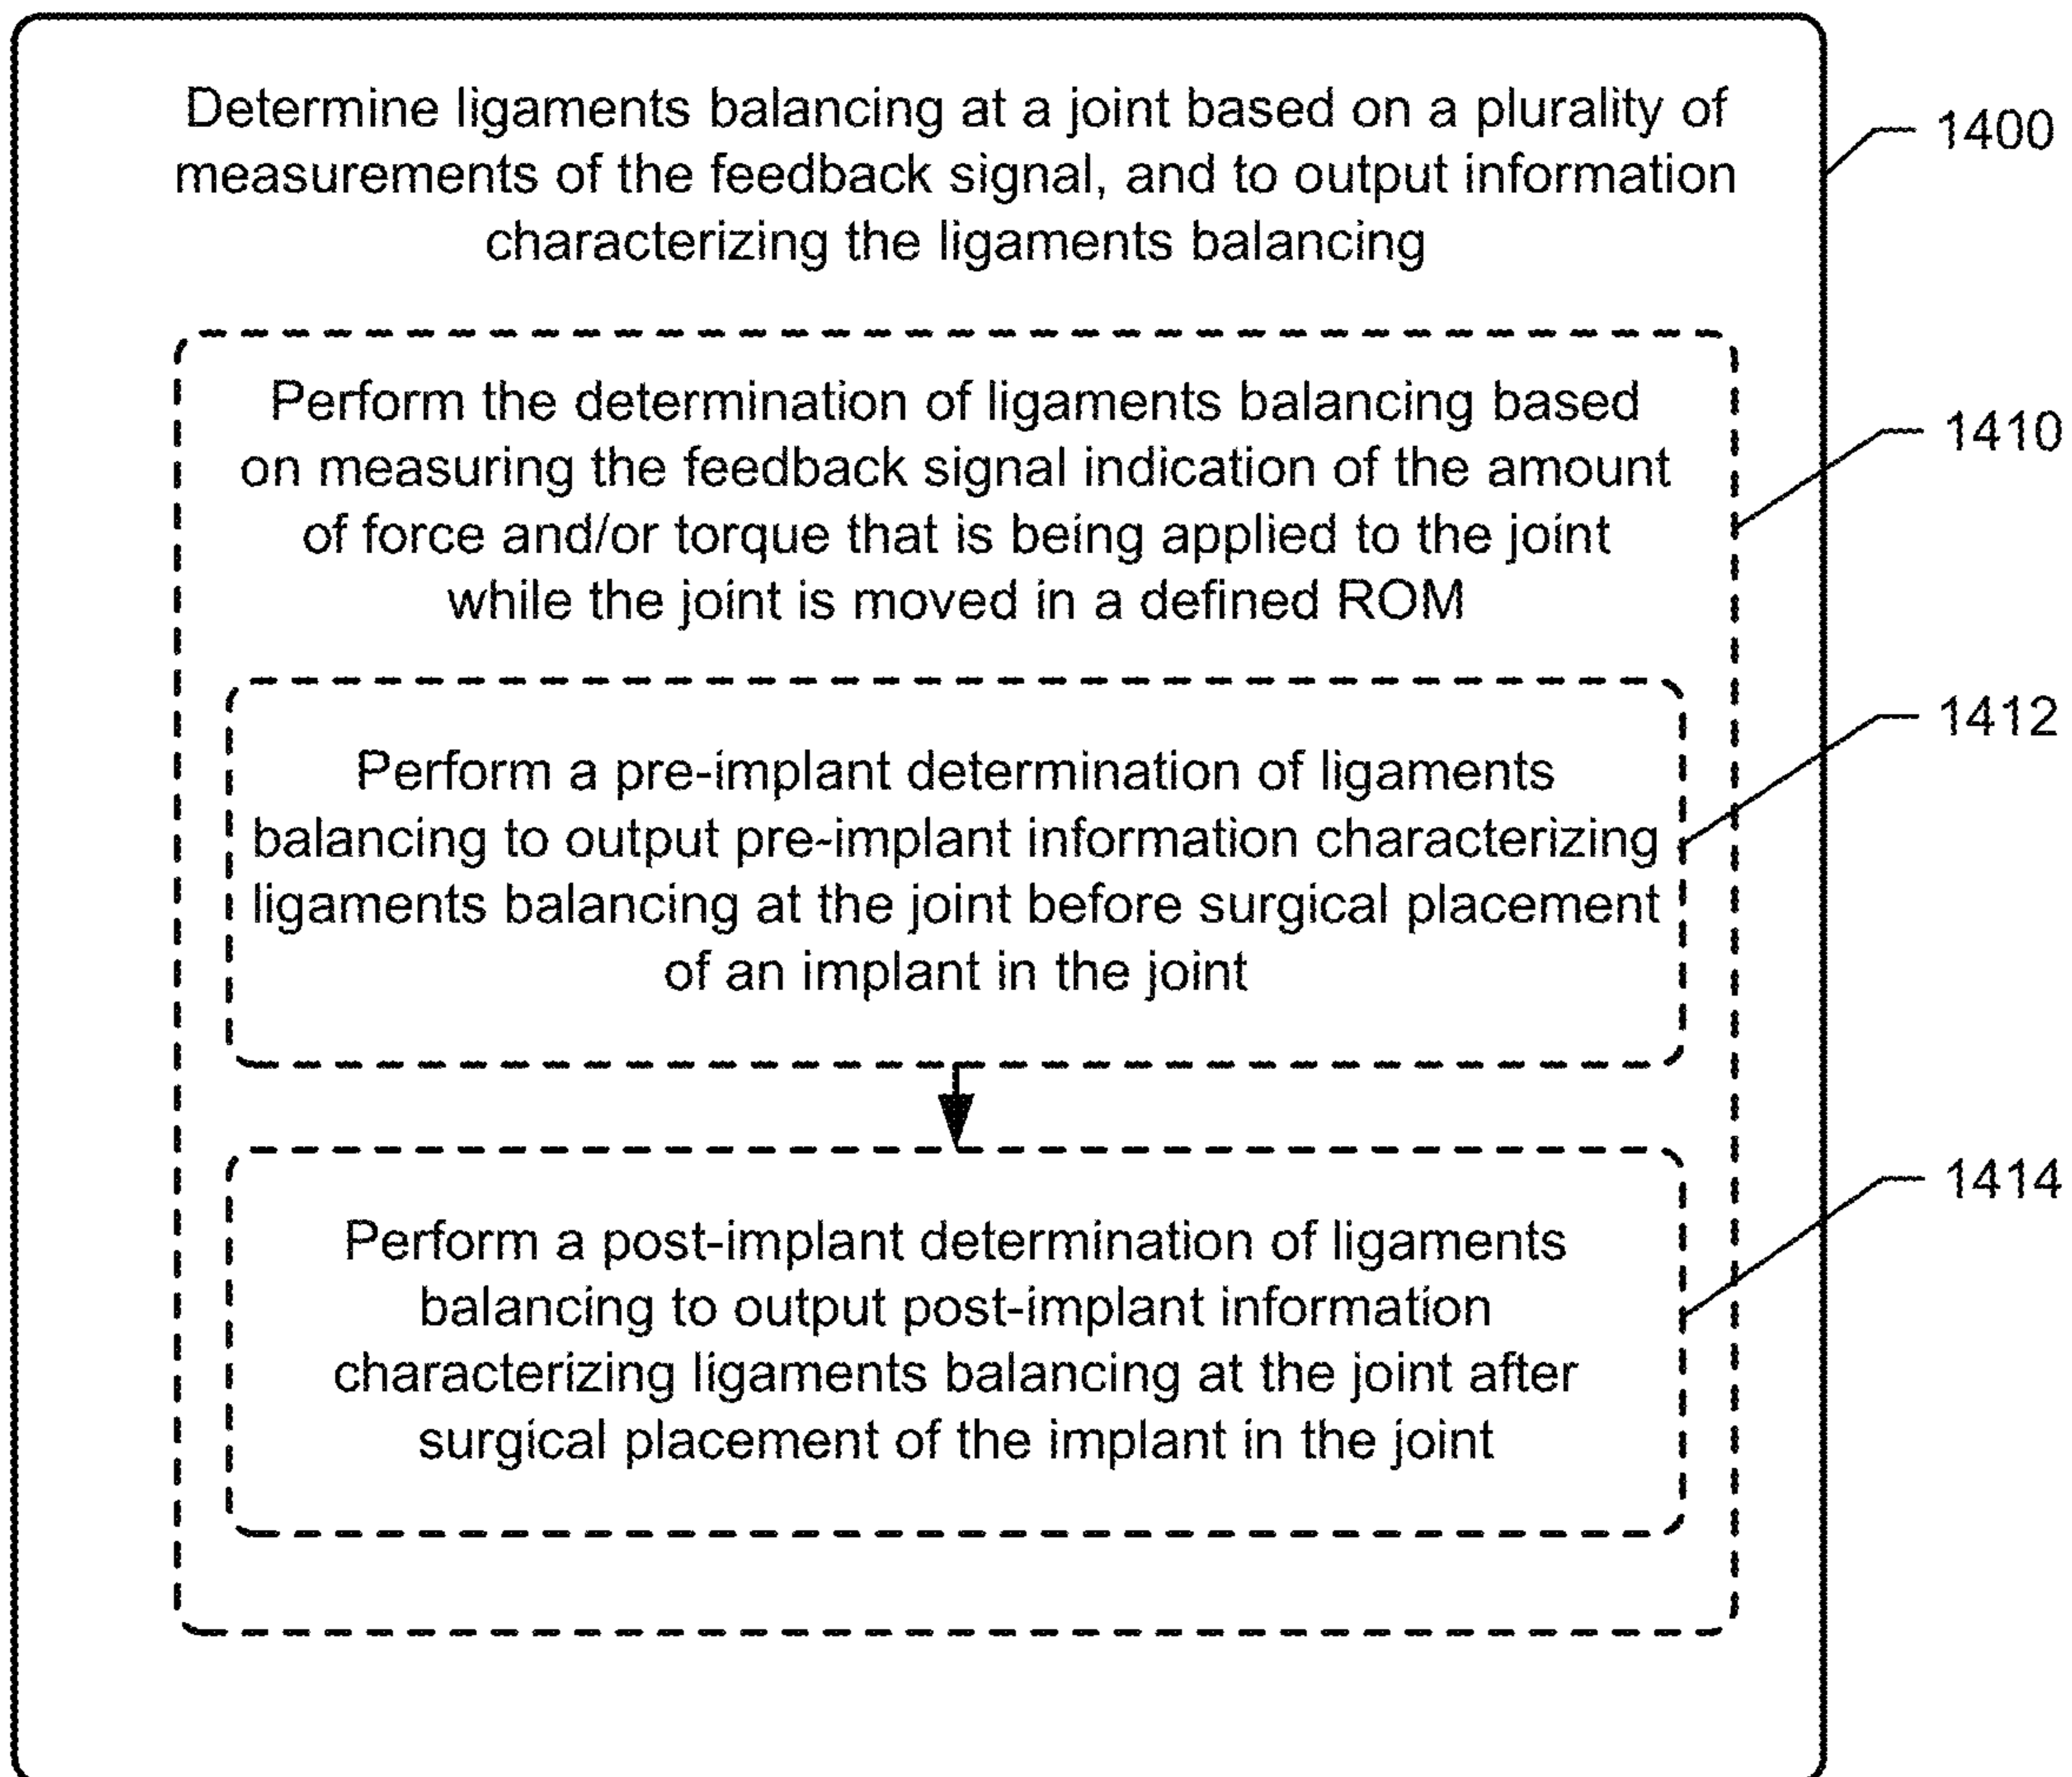 Determine ligaments balancing at a joint based on a plurality of
measurements of the feedback signal, and to output information
characterizing the ligaments balancing
1400
Perform the determination of ligaments balancing based
on measuring the feedback signal indication of the amount
of force and/or torque that is being applied to the joint
while the joint is moved in a defined ROM
1410
Perform a pre-implant determination of ligaments
balancing to output pre-implant information characterizing
ligaments balancing at the joint before surgical placement
of an implant in the joint
1412
Perform a post-implant determination of ligaments
balancing to output post-implant information
characterizing ligaments balancing at the joint after
surgical placement of the implant in the joint
1414